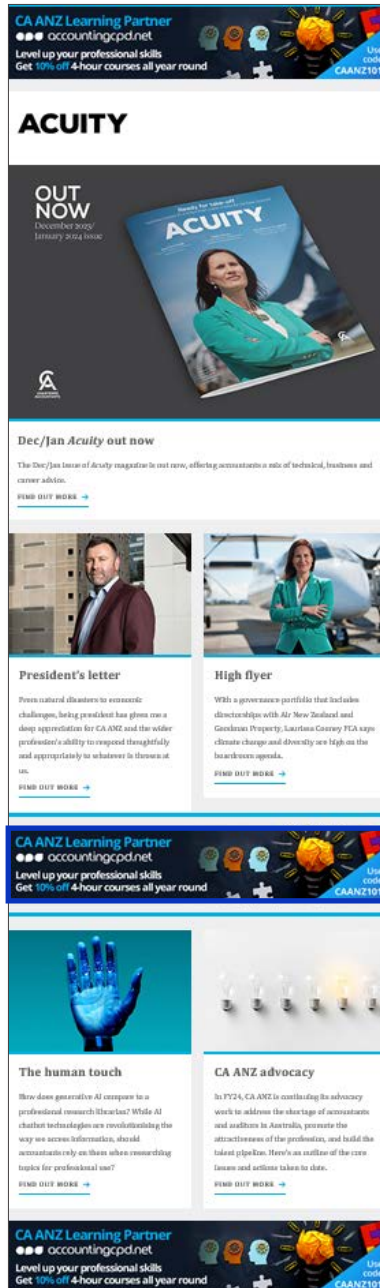 CA ANZ Learning Partner
accountingcpd.net
Level up your professional skills
Get 10% off 4-hour courses all year round
Use
code
CAANZ101
ACUITY
OUT
NOW
December 2023/
January 2024 issue
Ready for take-off
ACUITY
CA
CHARTERED
ACCOUNTANTS
Dec/Jan Acuity out now
The Dec/Jan issue of Acuity magazine is out now, offering accountants a mix of technical, business and
career advice.
FIND OUT MORE →
President's letter
From natural disasters to economic
challenges, being president has given me a
deep appreciation for CA ANZ and the wider
profession's ability to respond thoughtfully
and appropriately to whatever is thrown at
us.
FIND OUT MORE →
High flyer
With a governance portfolio that includes
directorships with Air New Zealand and
Goodman Property, Laurissa Cooney FCA says
climate change and diversity are high on the
boardroom agenda.
FIND OUT MORE →
CA ANZ Learning Partner
accountingcpd.net
Level up your professional skills
Get 10% off 4-hour courses all year round
Use
code
CAANZ101
The human touch
How does generative AI compare to a
professional research librarian? While AI
chatbot technologies are revolutionising the
way we access information, should
accountants rely on them when researching
topics for professional use?
FIND OUT MORE →
CA ANZ advocacy
In FY24, CA ANZ is continuing its advocacy
work to address the shortage of accountants
and auditors in Australia, promote the
attractiveness of the profession, and build the
talent pipeline. Here's an outline of the core
issues and actions taken to date.
FIND OUT MORE →
CA ANZ Learning Partner
accountingcpd.net
Level up your professional skills
Get 10% off 4-hour courses all year round
Use
code
CAANZ101